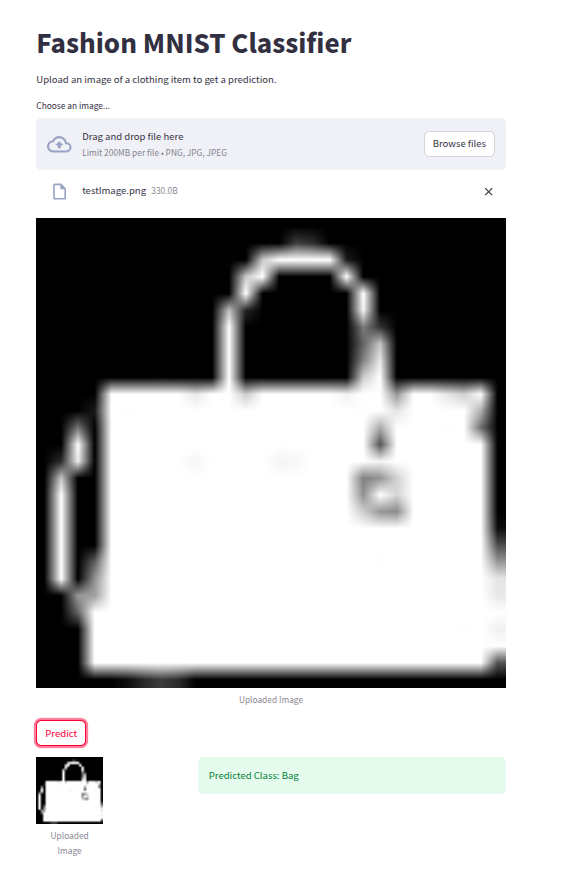 Fashion MNIST Classifier
Upload an image of a clothing item to get a prediction.
Choose an image...
Drag and drop file here
Limit 200MB per file • PNG, JPG, JPEG
Browse files
testImage.png 330.0B
Uploaded Image
Predict
Predicted Class: Bag
Uploaded
Image